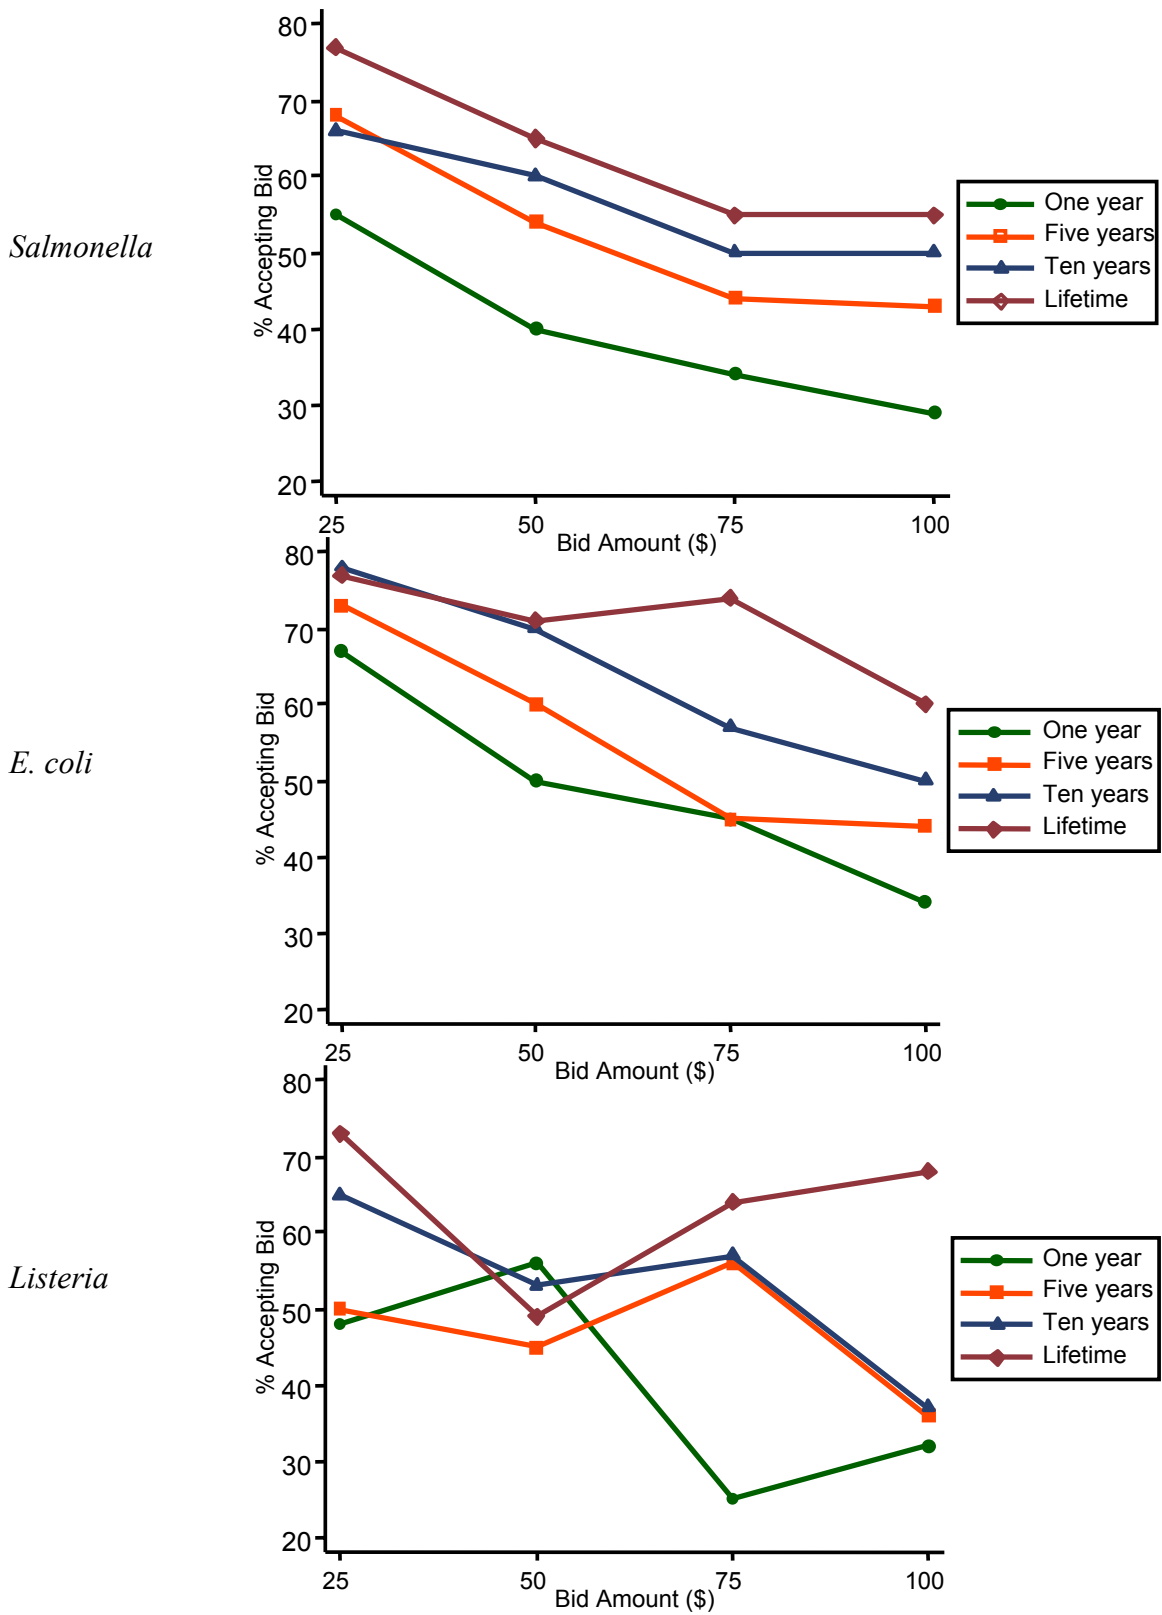 Salmonella
% Accepting Bid
80
70
60
50
40
30
20
25 50 75 100
Bid Amount ($)
One year
Five years
Ten years
Lifetime
E. coli
% Accepting Bid
80
70
60
50
40
30
20
25 50 75 100
Bid Amount ($)
One year
Five years
Ten years
Lifetime
Listeria
% Accepting Bid
80
70
60
50
40
30
20
25 50 75 100
Bid Amount ($)
One year
Five years
Ten years
Lifetime